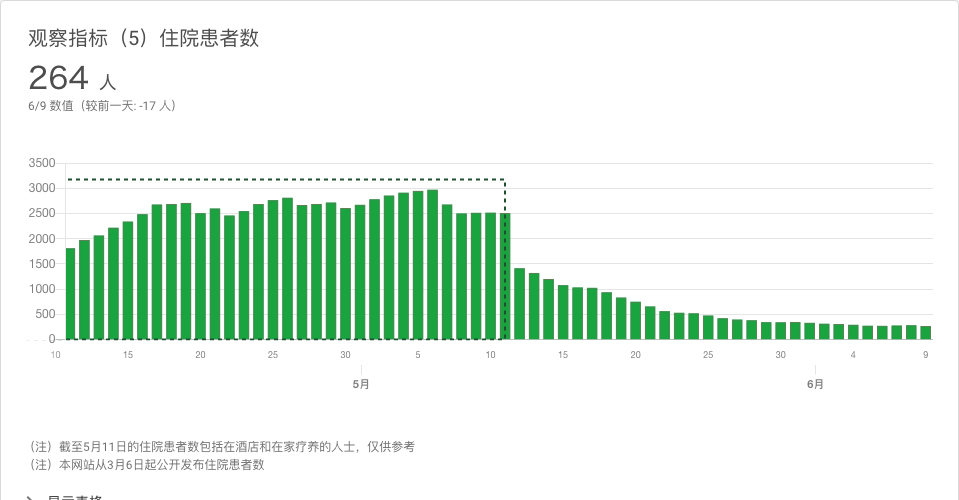 观察指标（5）住院患者数
264 人
6/9 数值（较前一天: -17 人）
3500
3000
2500
2000
1500
1000
500
0
10 15 20 25 30 5 10 15 20 25 30 4 9
5月 6月
（注）截至5月11日的住院患者数包括在酒店和在家疗养的人士，仅供参考
（注）本网站从3月6日起公开发布住院患者数